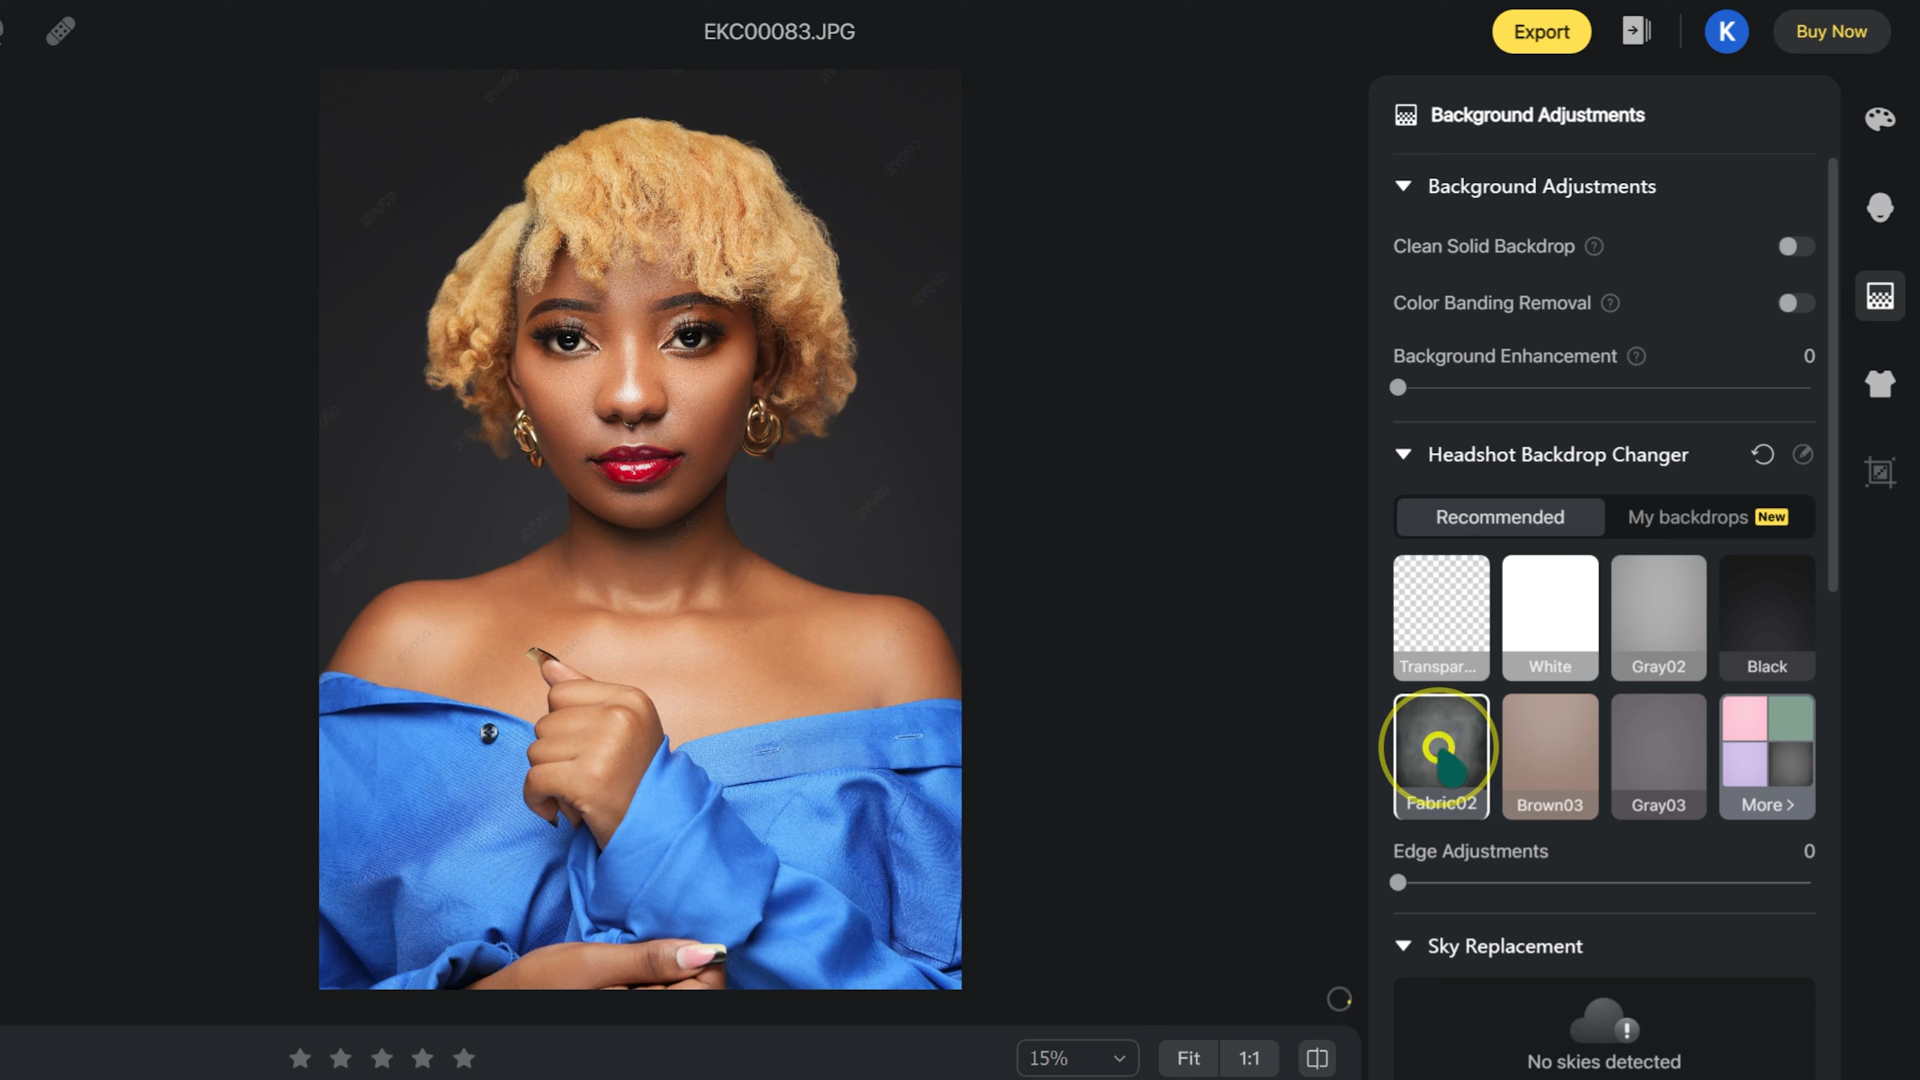 EKC00083.JPG
Export
K
Buy Now
Background Adjustments
Background Adjustments
Clean Solid Backdrop ?
Color Banding Removal ?
Background Enhancement ? 0
Headshot Backdrop Changer
Recommended
My backdrops New
Transpar... White Gray02 Black
Fabric02 Brown03 Gray03 More >
Edge Adjustments 0
Sky Replacement
!
No skies detected
15% Fit 1:1